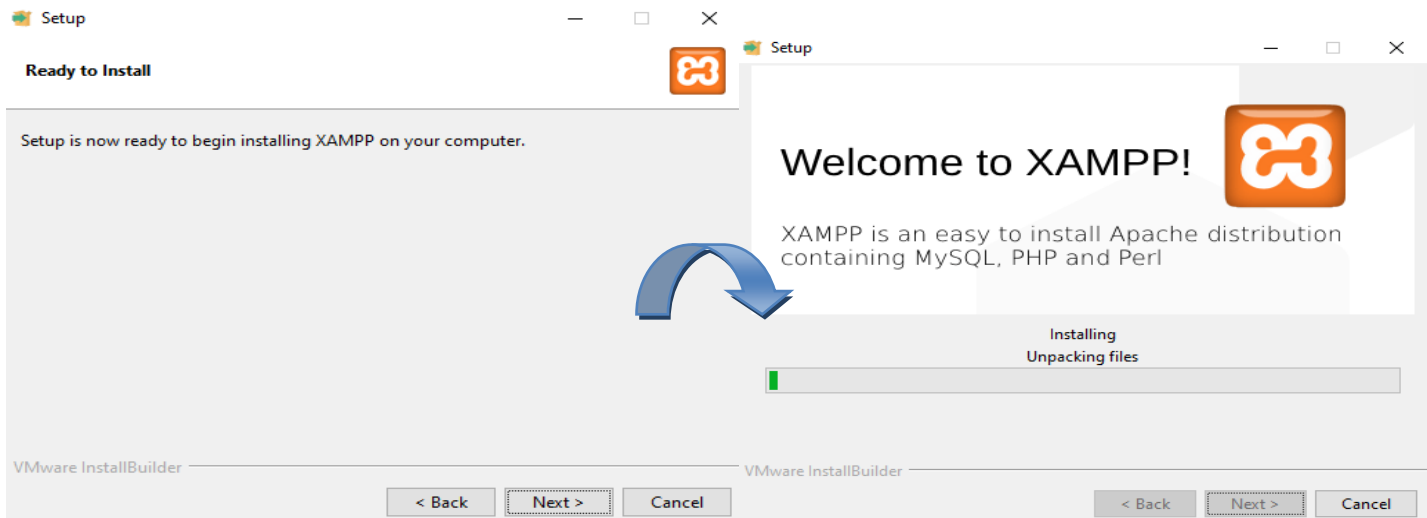 Setup
Ready to Install
Setup is now ready to begin installing XAMPP on your computer.
VMware InstallBuilder
< Back Next > Cancel
Setup
Welcome to XAMPP!
XAMPP is an easy to install Apache distribution
containing MySQL, PHP and Perl
Installing
Unpacking files
VMware InstallBuilder
< Back Next > Cancel